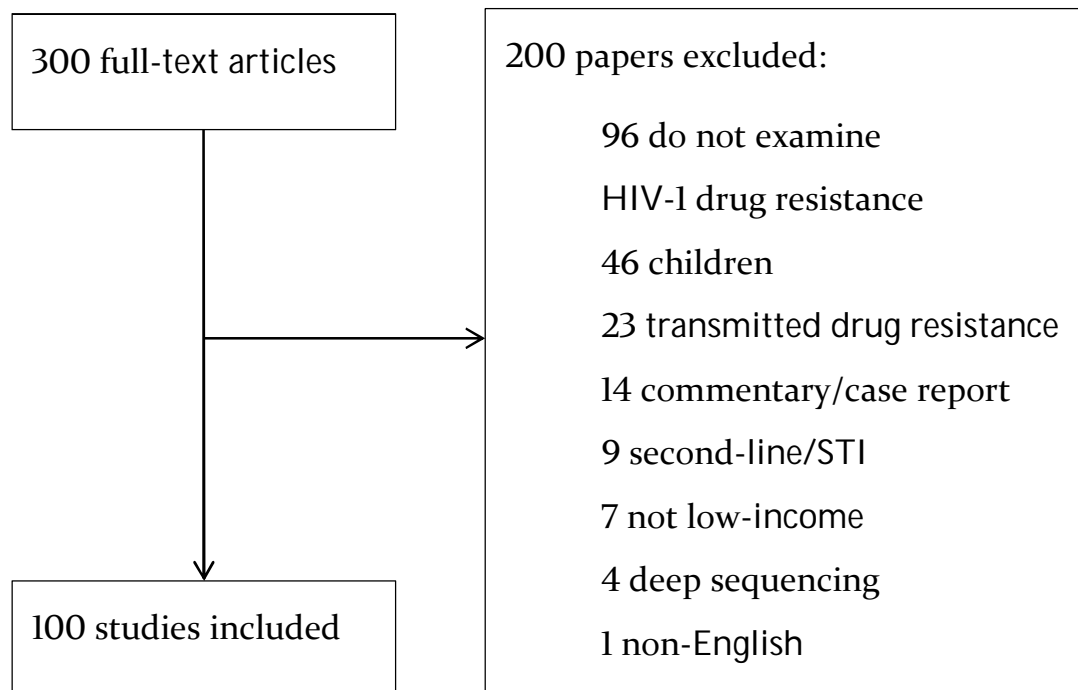 300 full-text articles
200 papers excluded:
96 do not examine
HIV-1 drug resistance
46 children
23 transmitted drug resistance
14 commentary/case report
9 second-line/STI
7 not low-income
4 deep sequencing
1 non-English
100 studies included